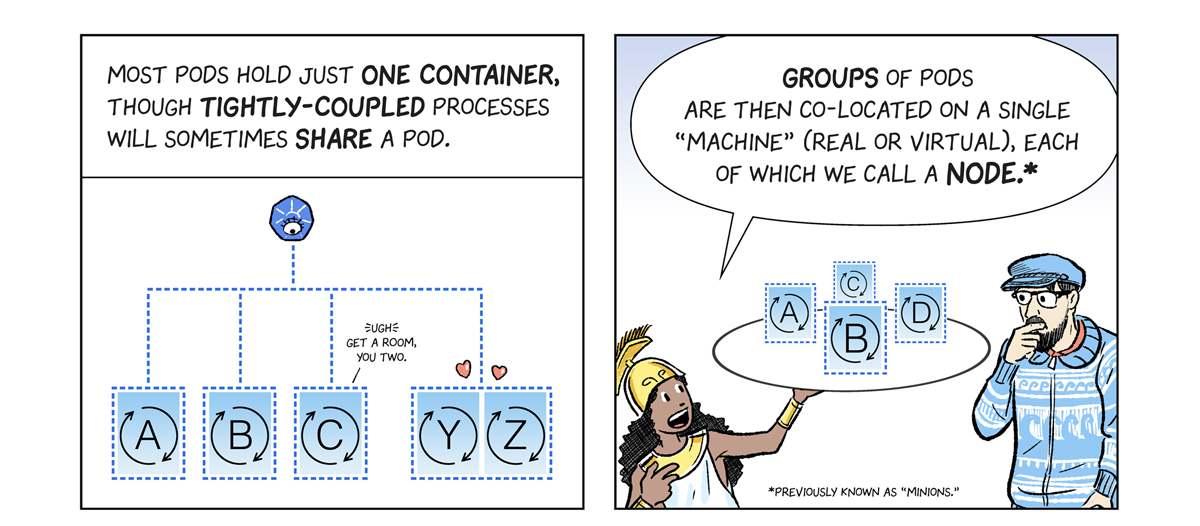 MOST PODS HOLD JUST ONE CONTAINER,
THOUGH TIGHTLY-COUPLED PROCESSES
WILL SOMETIMES SHARE A POD.
UGH
GET A ROOM,
YOU TWO.
A B C Y Z
GROUPS OF PODS
ARE THEN CO-LOCATED ON A SINGLE
“MACHINE” (REAL OR VIRTUAL), EACH
OF WHICH WE CALL A NODE.*
C
A D
B
*PREVIOUSLY KNOWN AS “MINIONS.”